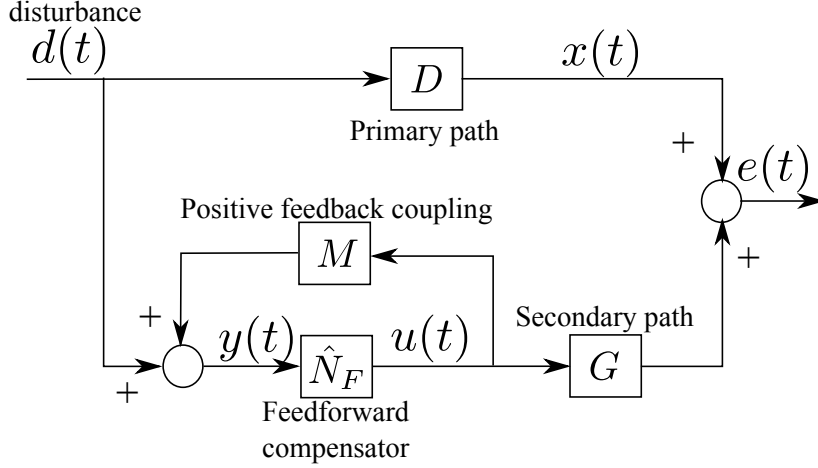 disturbance
d(t)
D
x(t)
Primary path
+
e(t)
Positive feedback coupling
M
+
+
Secondary path
y(t)
u(t)
N̂_F
G
+
Feedforward
compensator